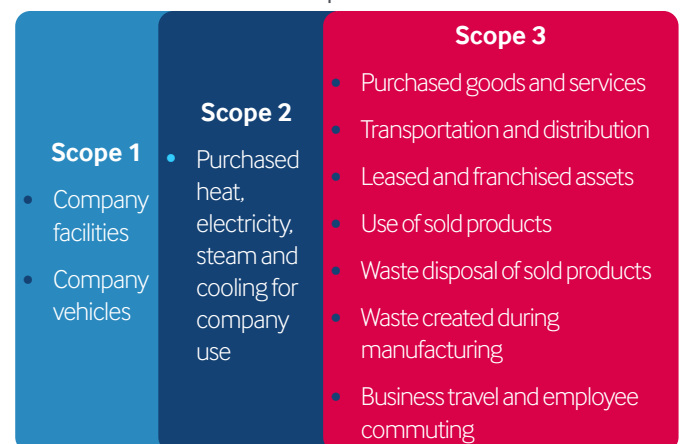 Scope 1
• Company
facilities
• Company
vehicles
Scope 2
• Purchased
heat,
electricity,
steam and
cooling for
company
use
Scope 3
• Purchased goods and services
• Transportation and distribution
• Leased and franchised assets
• Use of sold products
• Waste disposal of sold products
• Waste created during
manufacturing
• Business travel and employee
commuting